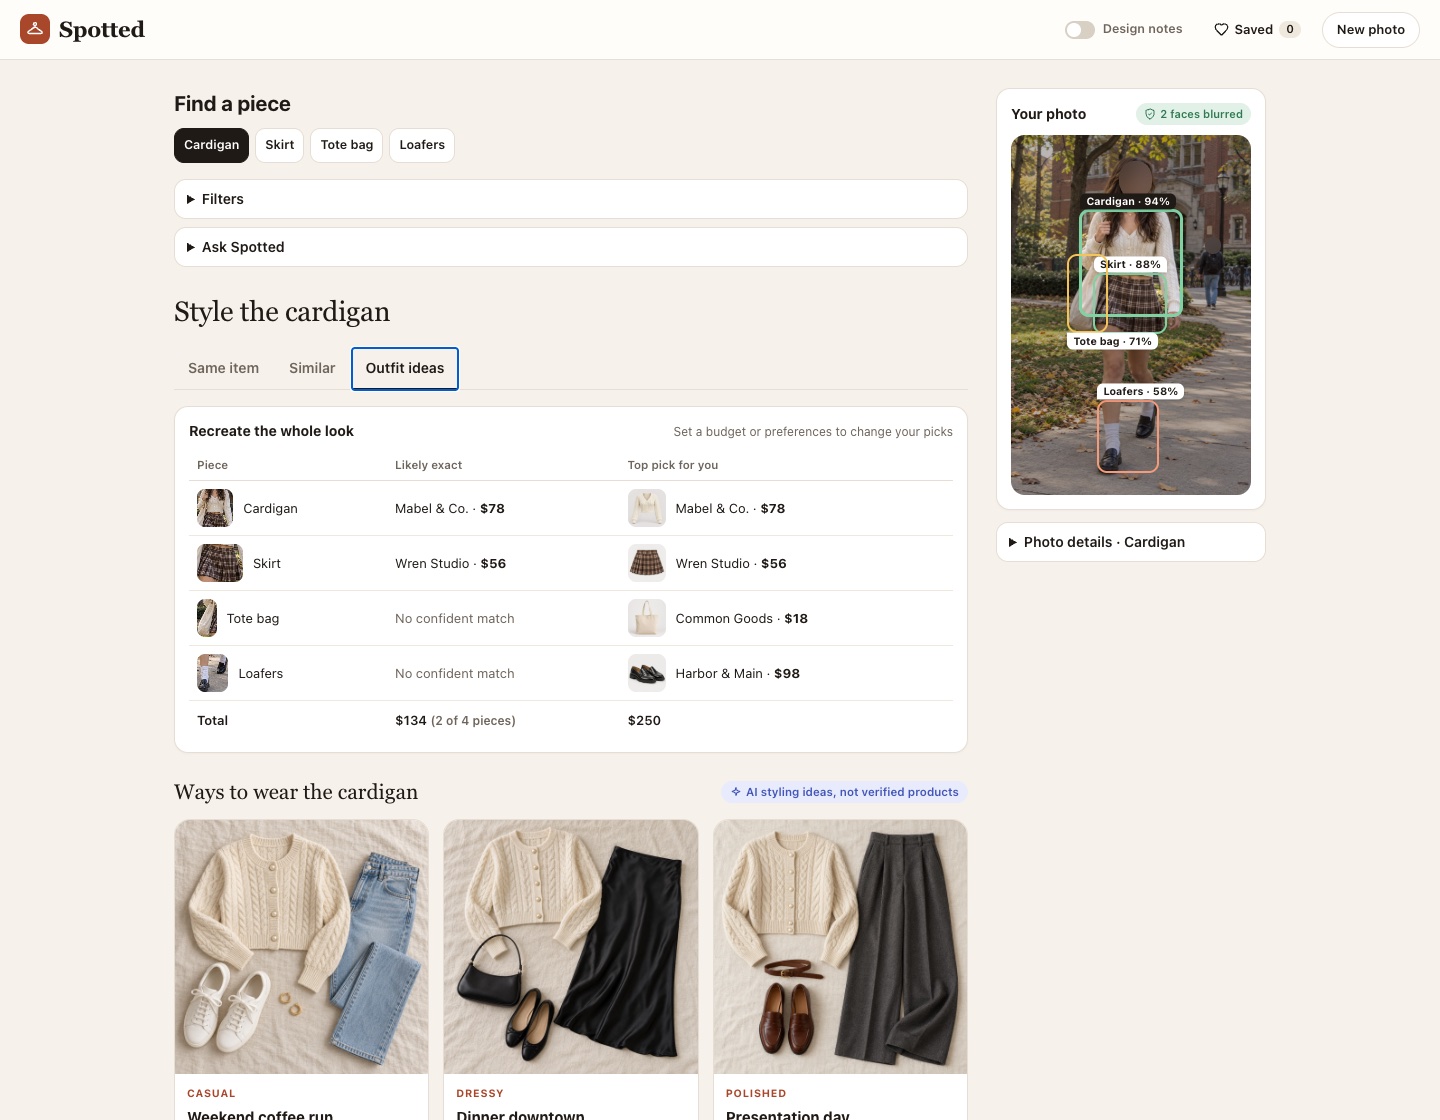 Spotted
Design notes
Saved 0
New photo
Find a piece
Cardigan
Skirt
Tote bag
Loafers
Filters
Ask Spotted
Style the cardigan
Same item
Similar
Outfit ideas
Recreate the whole look
Set a budget or preferences to change your picks
Piece Likely exact Top pick for you
Cardigan Mabel & Co. · $78 Mabel & Co. · $78
Skirt Wren Studio · $56 Wren Studio · $56
Tote bag No confident match Common Goods · $18
Loafers No confident match Harbor & Main · $98
Total $134 (2 of 4 pieces) $250
Ways to wear the cardigan
AI styling ideas, not verified products
CASUAL
Weekend coffee run
DRESSY
Dinner downtown
POLISHED
Presentation day
Your photo
2 faces blurred
Cardigan · 94%
Skirt · 88%
Tote bag · 71%
Loafers · 58%
Photo details · Cardigan